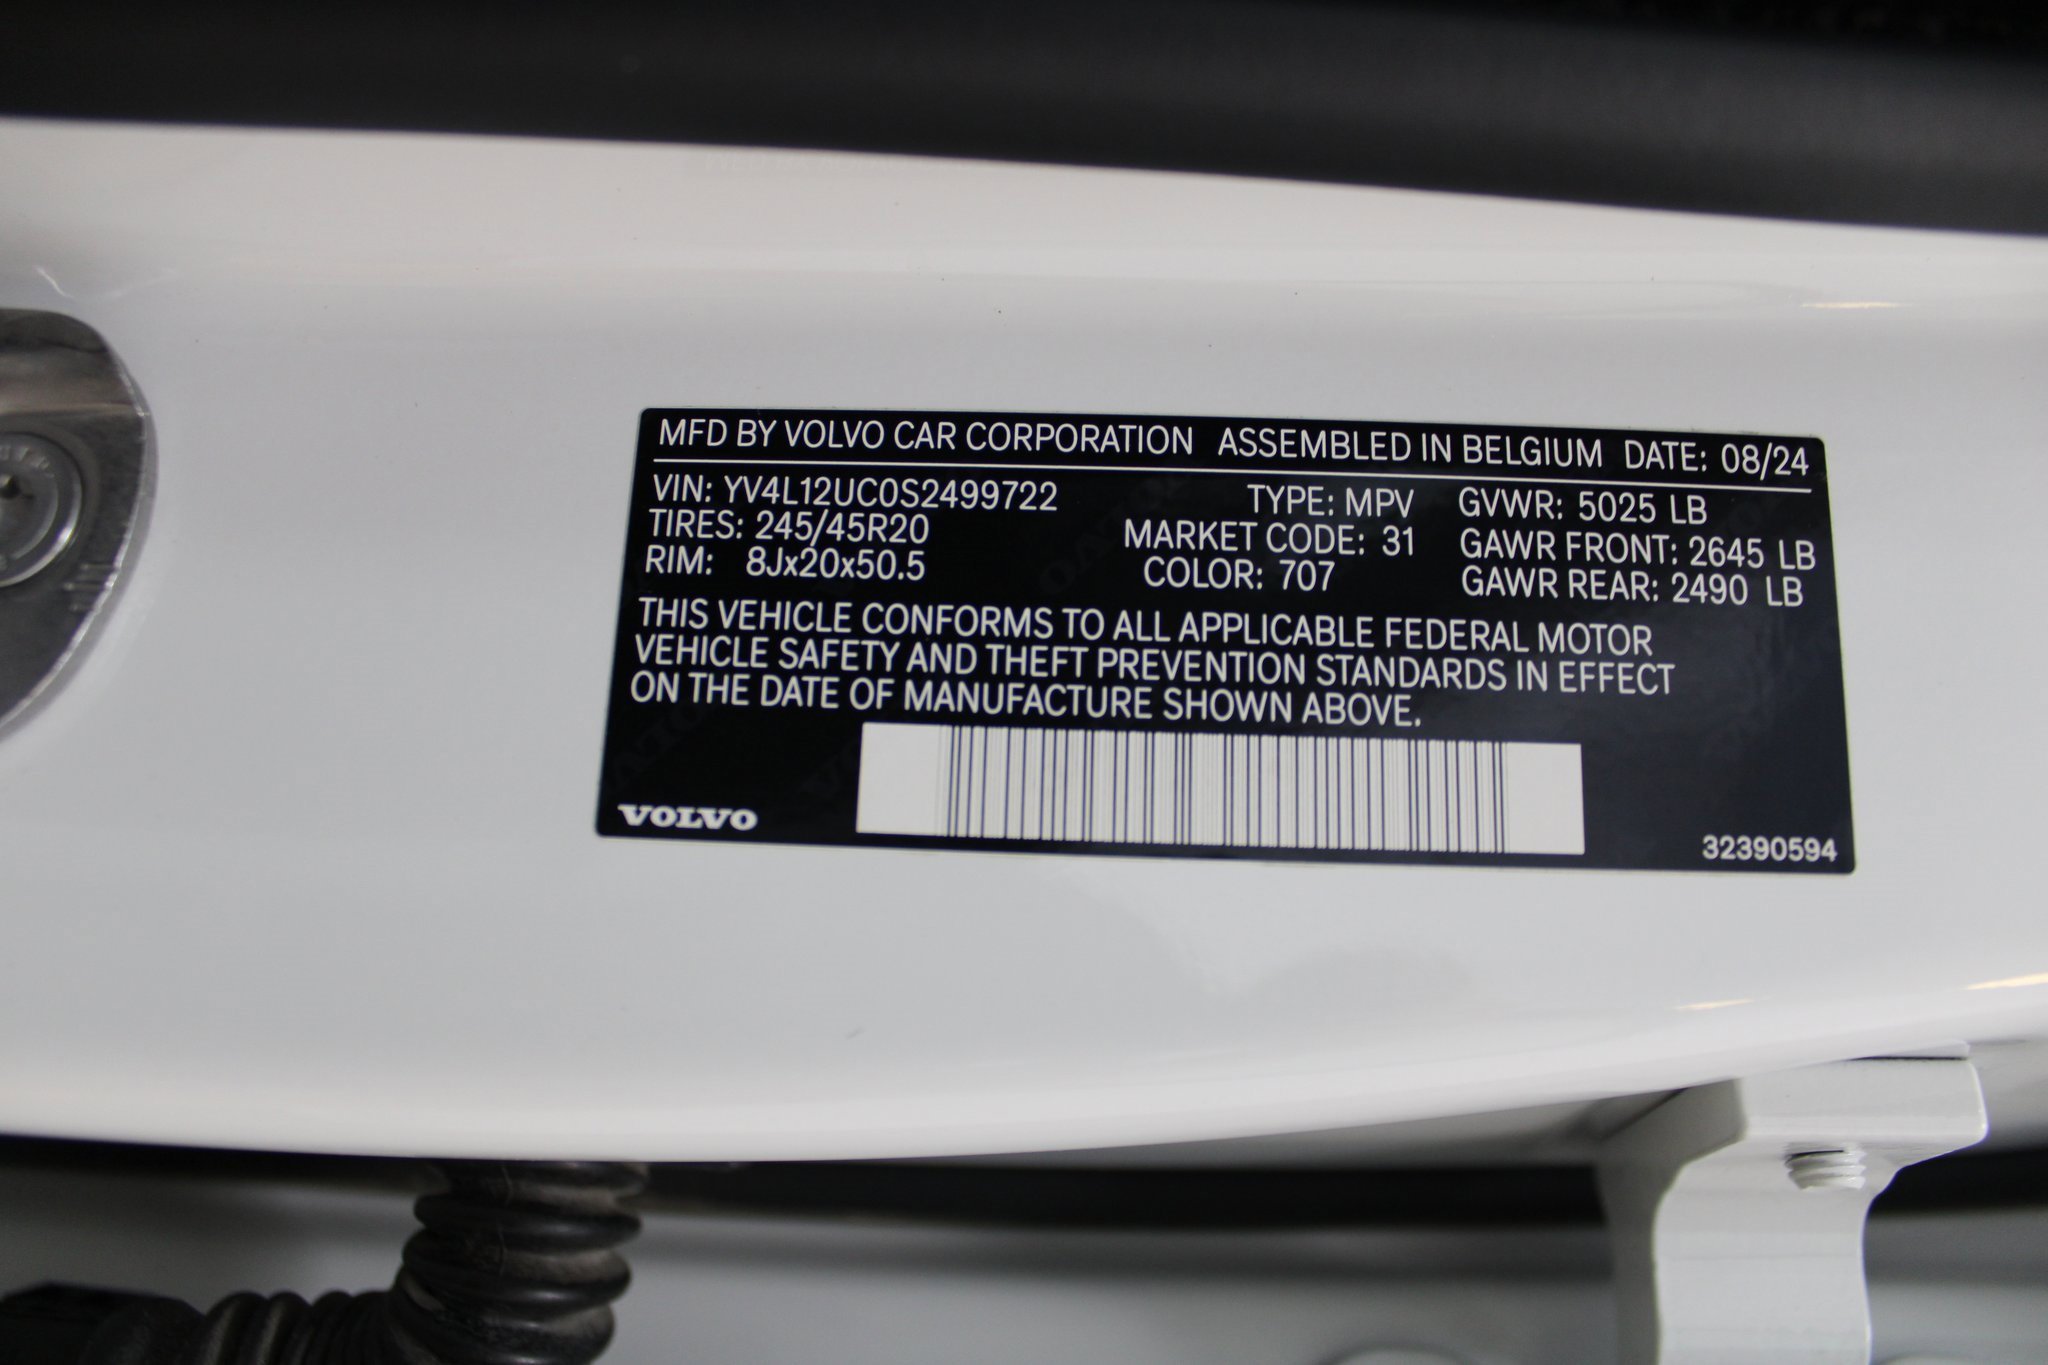 MFD BY VOLVO CAR CORPORATION ASSEMBLED IN BELGIUM DATE: 08/24
VIN: YV4L12UC0S2499722 TYPE: MPV GVWR: 5025 LB
TIRES: 245/45R20 MARKET CODE: 31 GAWR FRONT: 2645 LB
RIM: 8Jx20x50.5 COLOR: 707 GAWR REAR: 2490 LB
THIS VEHICLE CONFORMS TO ALL APPLICABLE FEDERAL MOTOR
VEHICLE SAFETY AND THEFT PREVENTION STANDARDS IN EFFECT
ON THE DATE OF MANUFACTURE SHOWN ABOVE.
VOLVO
32390594